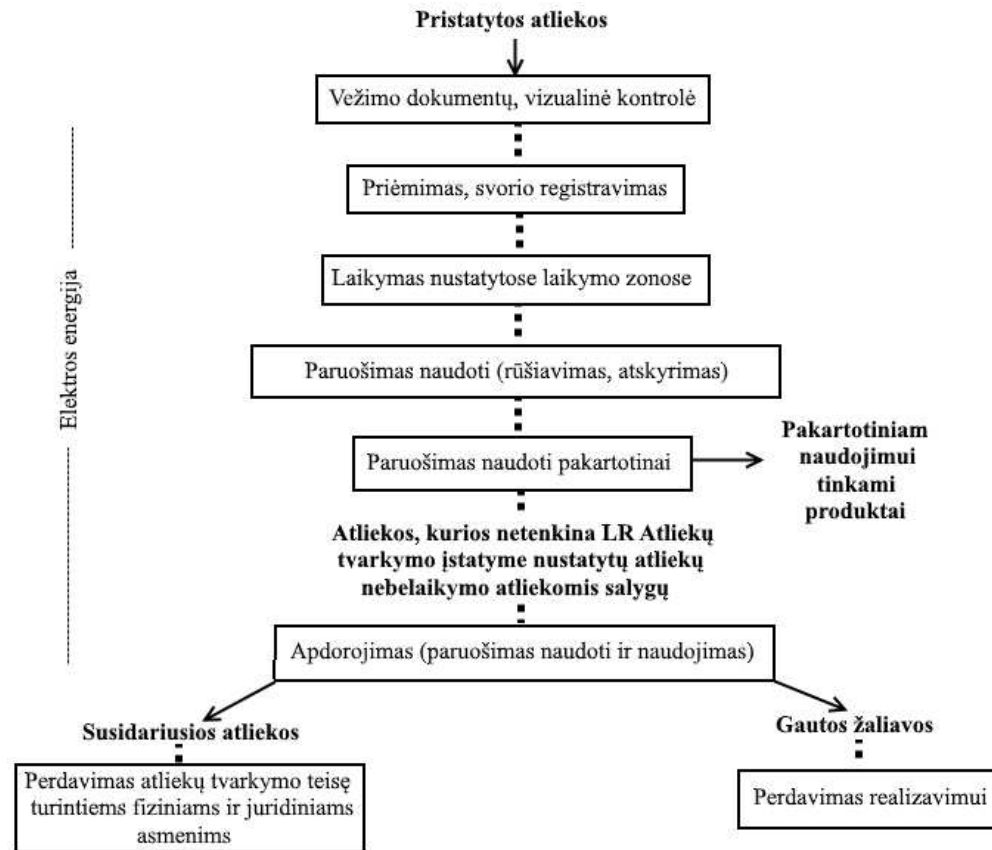 Pristatytos atliekos
Vežimo dokumentų, vizualinė kontrolė
Priėmimas, svorio registravimas
Laikymas nustatytose laikymo zonose
Elektros energija
Paruošimas naudoti (rūšiavimas, atskyrimas)
Paruošimas naudoti pakartotinai
Pakartotiniam
naudojimui
tinkami
produktai
Atliekos, kurios netenkina LR Atliekų
tvarkymo įstatyme nustatytų atliekų
nebelaikymo atliekomis salygų
Apdorojimas (paruošimas naudoti ir naudojimas)
Susidariusios atliekos
Perdavimas atliekų tvarkymo teisę
turintiems fiziniams ir juridiniams
asmenims
Gautos žaliavos
Perdavimas realizavimui